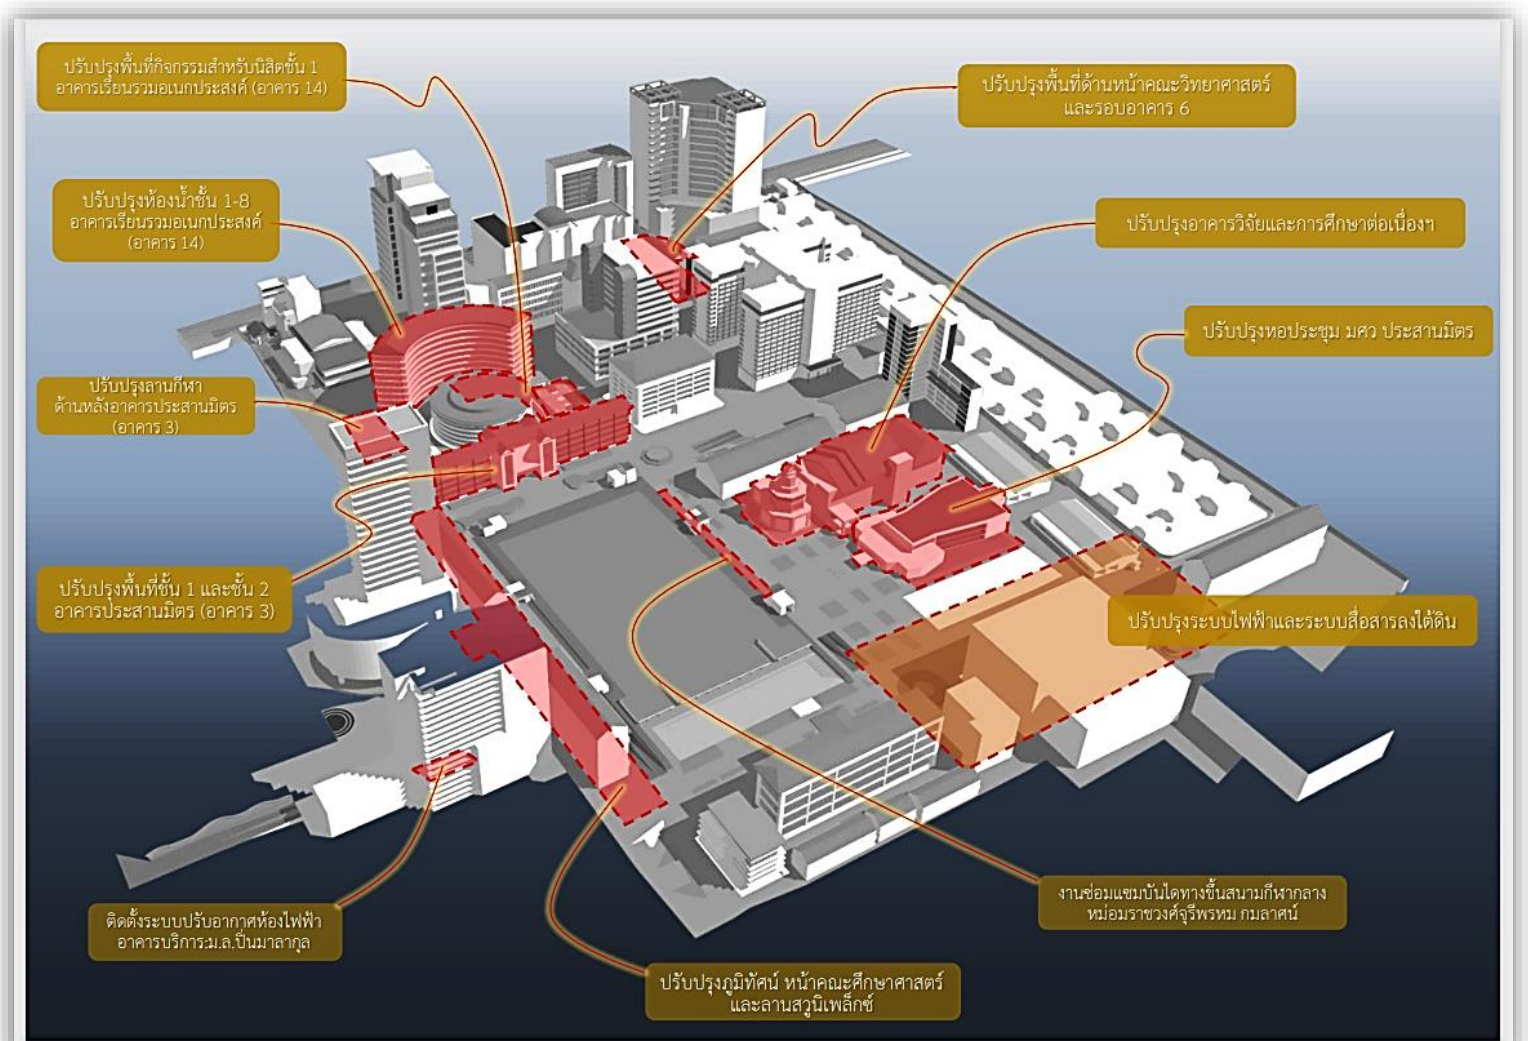 ปรับปรุงพื้นที่กิจกรรมสำหรับนิสิตชั้น 1
อาคารเรียนรวมอเนกประสงค์ (อาคาร 14)
ปรับปรุงพื้นที่ด้านหน้าคณะวิทยาศาสตร์
และรอบอาคาร 6
ปรับปรุงห้องน้ำชั้น 1-8
อาคารเรียนรวมอเนกประสงค์
(อาคาร 14)
ปรับปรุงอาคารวิจัยและการศึกษาต่อเนื่องฯ
ปรับปรุงหอประชุม มศว ประสานมิตร
ปรับปรุงลานกีฬา
ด้านหลังอาคารประสานมิตร
(อาคาร 3)
ปรับปรุงพื้นที่ชั้น 1 และชั้น 2
อาคารประสานมิตร (อาคาร 3)
ปรับปรุงระบบไฟฟ้าและระบบสื่อสารลงใต้ดิน
งานซ่อมแซมบันไดทางขึ้นสนามกีฬากลาง
หม่อมราชวงศ์จุรีพรหม กมลาศน์
ติดตั้งระบบปรับอากาศห้องไฟฟ้า
อาคารบริการ:ม.ล.ปิ่นมาลากุล
ปรับปรุงภูมิทัศน์ หน้าคณะศึกษาศาสตร์
และลานสวูนิเพล็กซ์